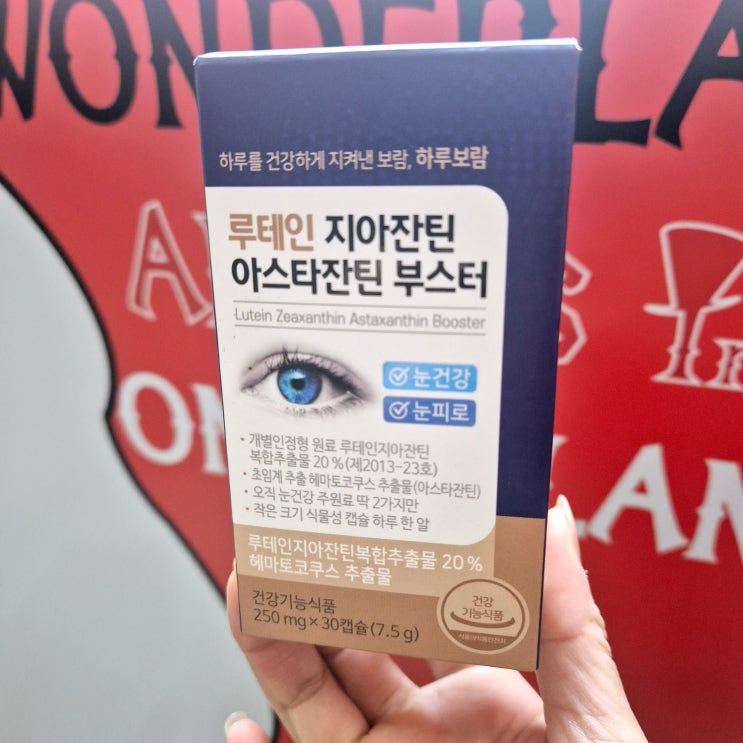 WONDERLA
하루를 건강하게 지켜낸 보람, 하루보람
루테인 지아잔틴
아스타잔틴 부스터
Lutein Zeaxanthin Astaxanthin Booster
눈건강
눈피로
• 개별인정형 원료 루테인지아잔틴
복합추출물 20 %(제2013-23호)
• 초임계 추출 헤마토코쿠스 추출물(아스타잔틴)
• 오직 눈건강 주원료 딱 2가지만
• 작은 크기 식물성 캡슐 하루 한 알
루테인지아잔틴복합추출물 20 %
헤마토코쿠스 추출물
건강기능식품
250 mg × 30캡슐(7.5 g)
건강
기능식품
식품의약품안전처